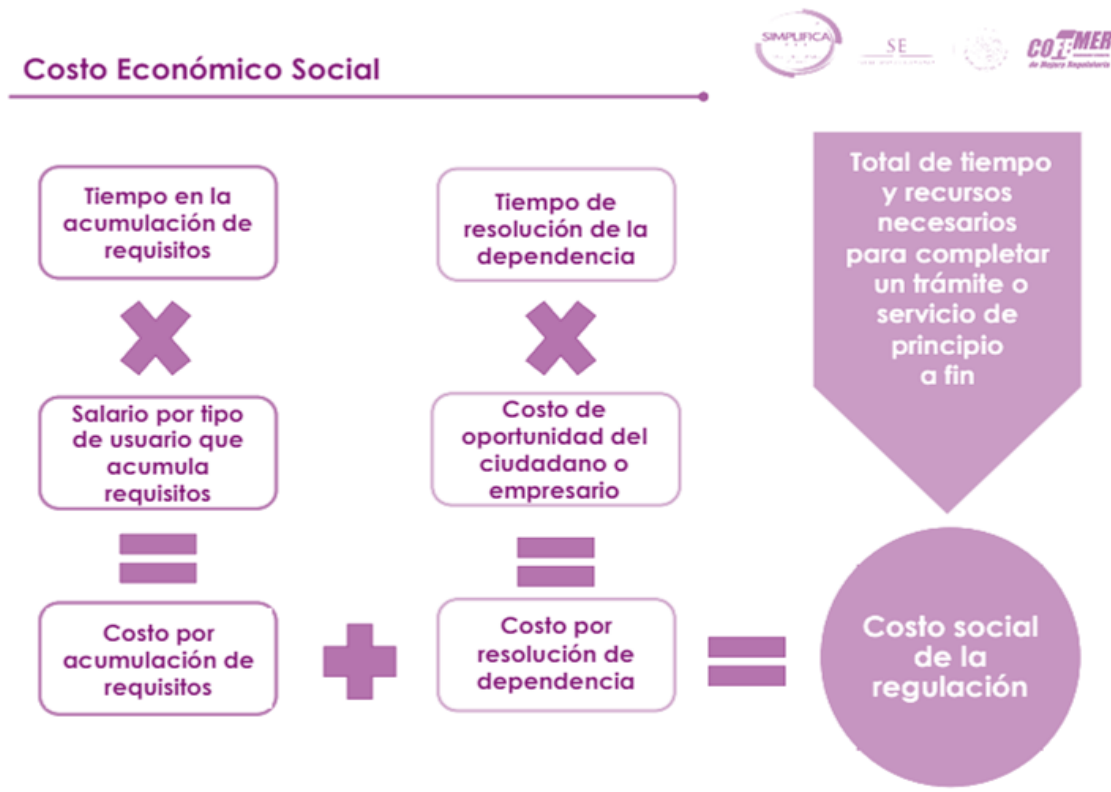 SIMPLIFICA
SE
COFEMER
de Mejora Regulatoria
Costo Económico Social
Tiempo en la
acumulación de
requisitos
Tiempo de
resolución de la
dependencia
Total de tiempo
y recursos
necesarios
para completar
un trámite o
servicio de
principio
a fin
Salario por tipo
de usuario que
acumula
requisitos
Costo de
oportunidad del
ciudadano o
empresario
Costo por
acumulación de
requisitos
Costo por
resolución de
dependencia
Costo social
de la
regulación